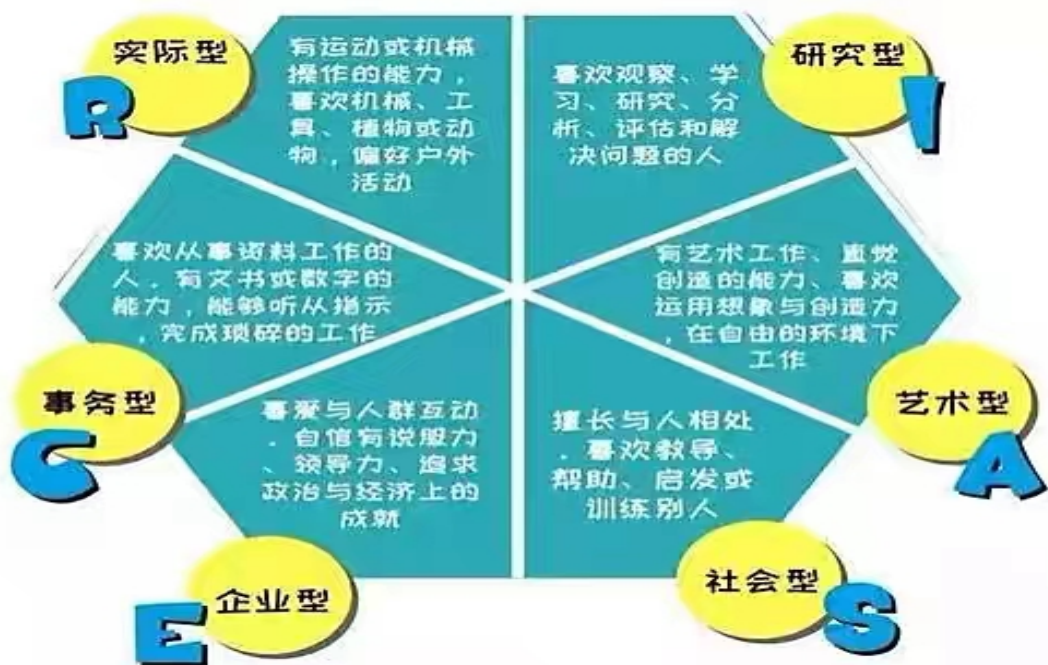 实际型
R
有运动或机械
操作的能力，
喜欢机械、工
具、植物或动
物，偏好户外
活动
喜欢观察、学
习、研究、分
析、评估和解
决问题的人
研究型
I
喜欢从事资料工作的
人，有文书或数字的
能力，能够听从指示
，完成琐碎的工作
有艺术工作、直觉
创造的能力、喜欢
运用想象与创造力
，在自由的环境下
工作
事务型
C
艺术型
A
喜爱与人群互动
，自信有说服力
、领导力、追求
政治与经济上的
成就
擅长与人相处
，喜欢教导、
帮助、启发或
训练别人
企业型
E
社会型
S